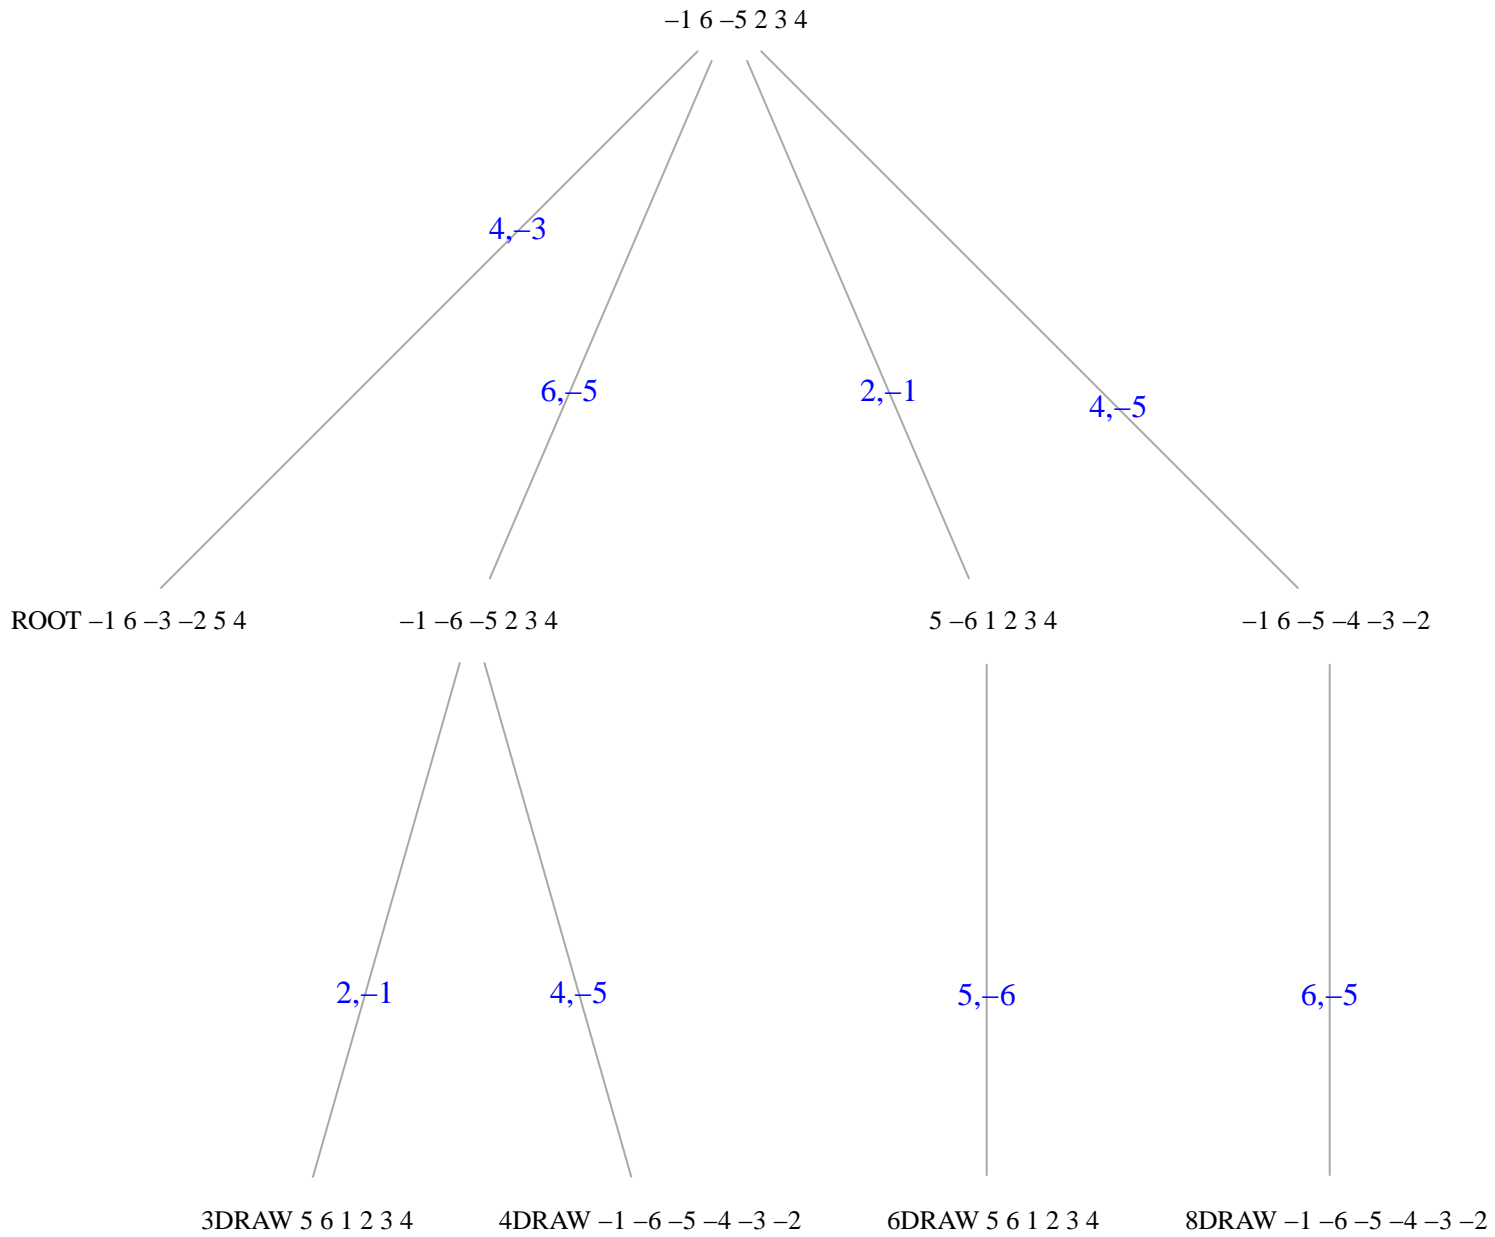 –1 6 –5 2 3 4
4,–3
6,–5
2,–1
4,–5
ROOT –1 6 –3 –2 5 4
–1 –6 –5 2 3 4
5 –6 1 2 3 4
–1 6 –5 –4 –3 –2
2,–1
4,–5
5,–6
6,–5
3DRAW 5 6 1 2 3 4
4DRAW –1 –6 –5 –4 –3 –2
6DRAW 5 6 1 2 3 4
8DRAW –1 –6 –5 –4 –3 –2